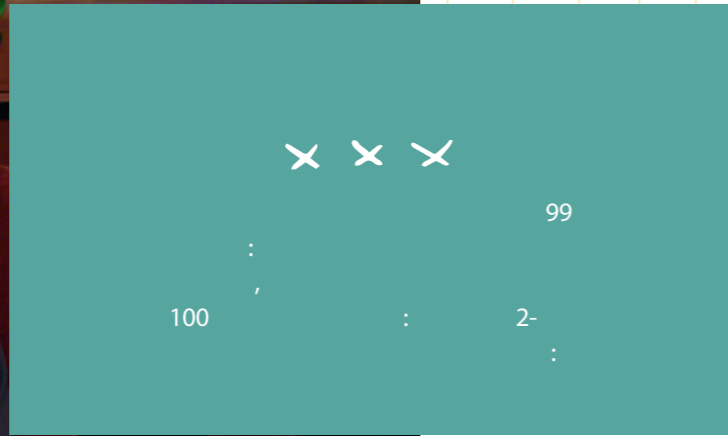 × × ×
99
:
,
100 : 2-
: